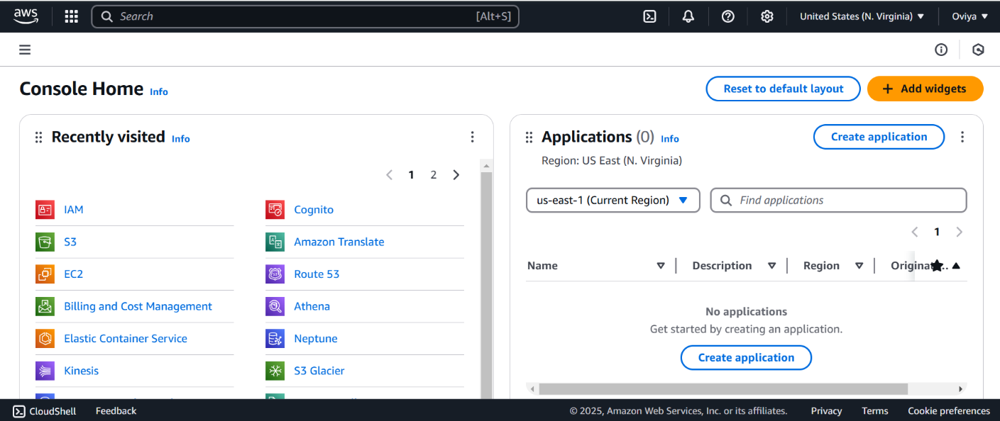 aws
Search [Alt+S]
United States (N. Virginia) ▼
Oviya ▼
Console Home Info
Reset to default layout
+ Add widgets
Recently visited Info
1 2
IAM
S3
EC2
Billing and Cost Management
Elastic Container Service
Kinesis
Cognito
Amazon Translate
Route 53
Athena
Neptune
S3 Glacier
Applications (0) Info
Create application
Region: US East (N. Virginia)
us-east-1 (Current Region)
Find applications
1
Name Description Region Originat...
No applications
Get started by creating an application.
Create application
CloudShell Feedback © 2025, Amazon Web Services, Inc. or its affiliates. Privacy Terms Cookie preferences